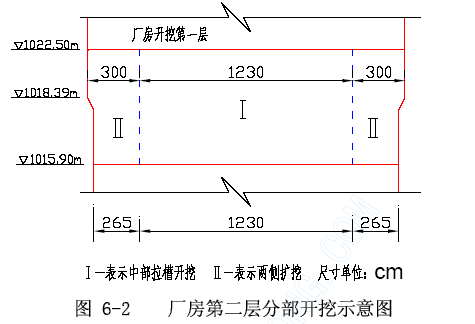 厂房开挖第一层
▽1022.50m
300 1230 300
▽1018.39m
Ⅰ
Ⅱ Ⅱ
▽1015.90m
265 1230 265
Ⅰ—表示中部拉槽开挖 Ⅱ—表示两侧扩挖 尺寸单位: cm
图 6-2 厂房第二层分部开挖示意图